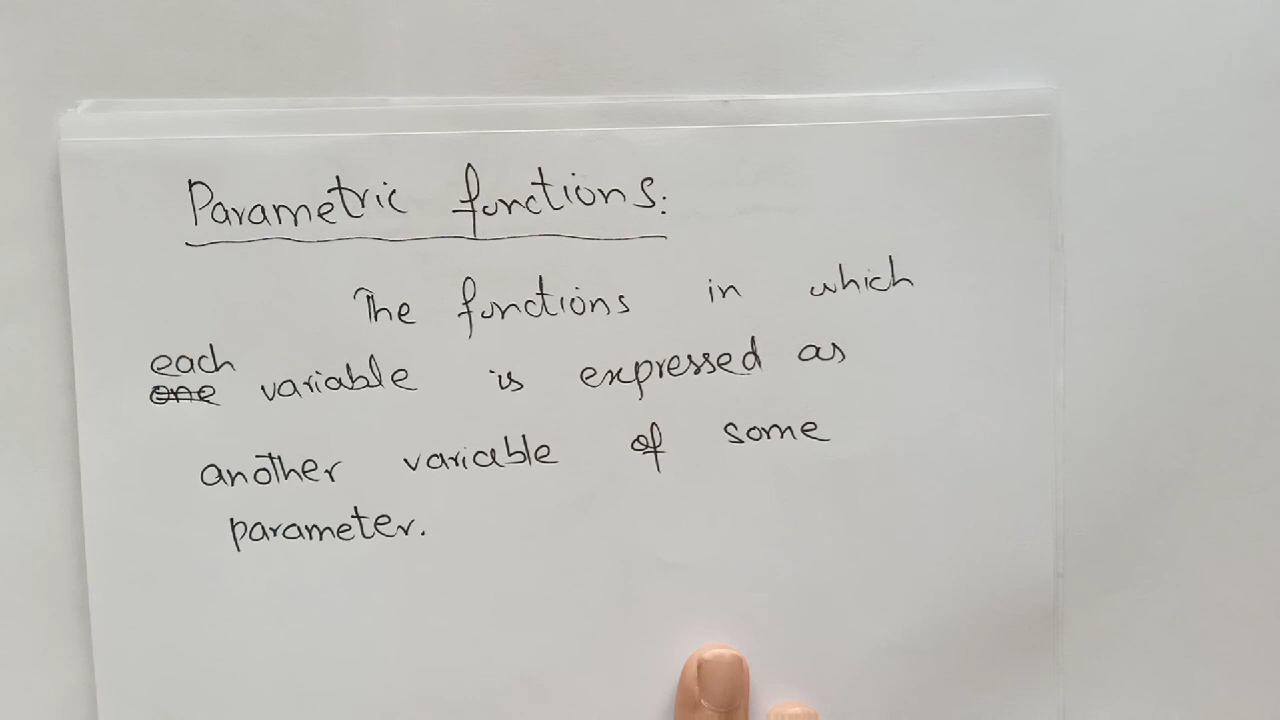 Parametric functions:
The functions in which
each
one variable is expressed as
another variable of some
parameter.